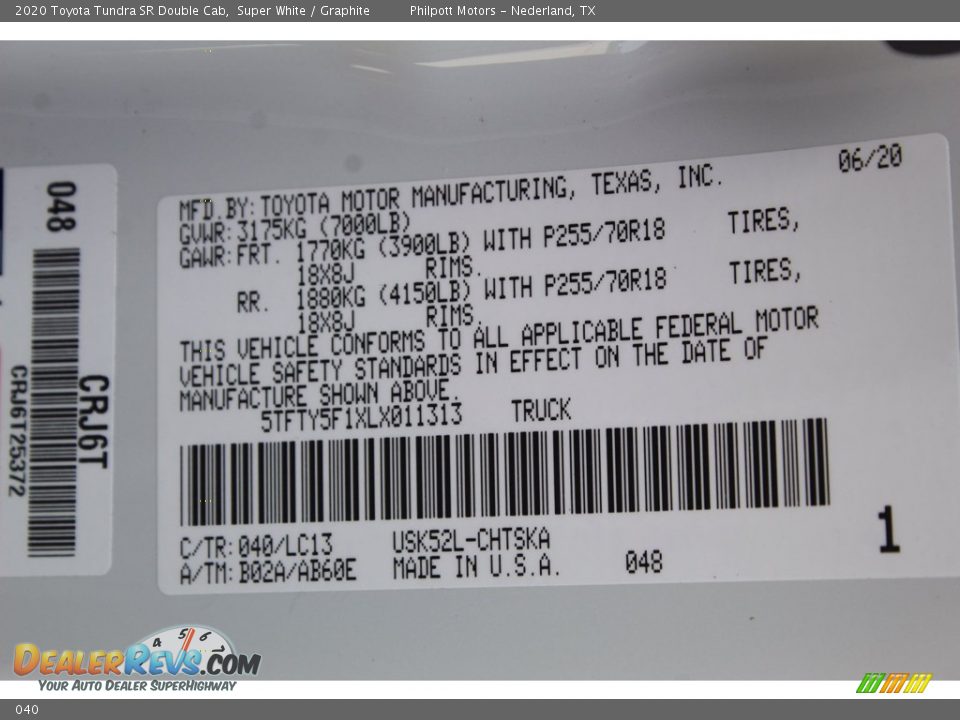 2020 Toyota Tundra SR Double Cab, Super White / Graphite Philpott Motors - Nederland, TX
06/20
MFD.BY:TOYOTA MOTOR MANUFACTURING, TEXAS, INC.
GVWR:3175KG (7000LB)
GAWR:FRT. 1770KG (3900LB) WITH P255/70R18 TIRES,
18X8J RIMS.
RR. 1880KG (4150LB) WITH P255/70R18 TIRES,
18X8J RIMS.
THIS VEHICLE CONFORMS TO ALL APPLICABLE FEDERAL MOTOR
VEHICLE SAFETY STANDARDS IN EFFECT ON THE DATE OF
MANUFACTURE SHOWN ABOVE.
5TFTY5F1XLX011313 TRUCK
C/TR:040/LC13 USK52L-CHTSKA
A/TM:B02A/AB60E MADE IN U.S.A. 048
1
048
CRJ6T
CRJ6T25372
4 5 6 7
DEALERREVS.COM
YOUR AUTO DEALER SUPERHIGHWAY
040